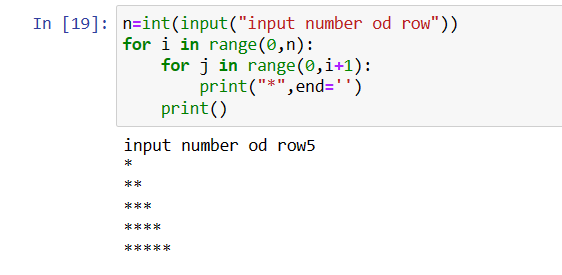 In [19]: n=int(input("input number od row"))
for i in range(0,n):
    for j in range(0,i+1):
        print("*",end='')
    print()
input number od row5
*
**
***
****
*****